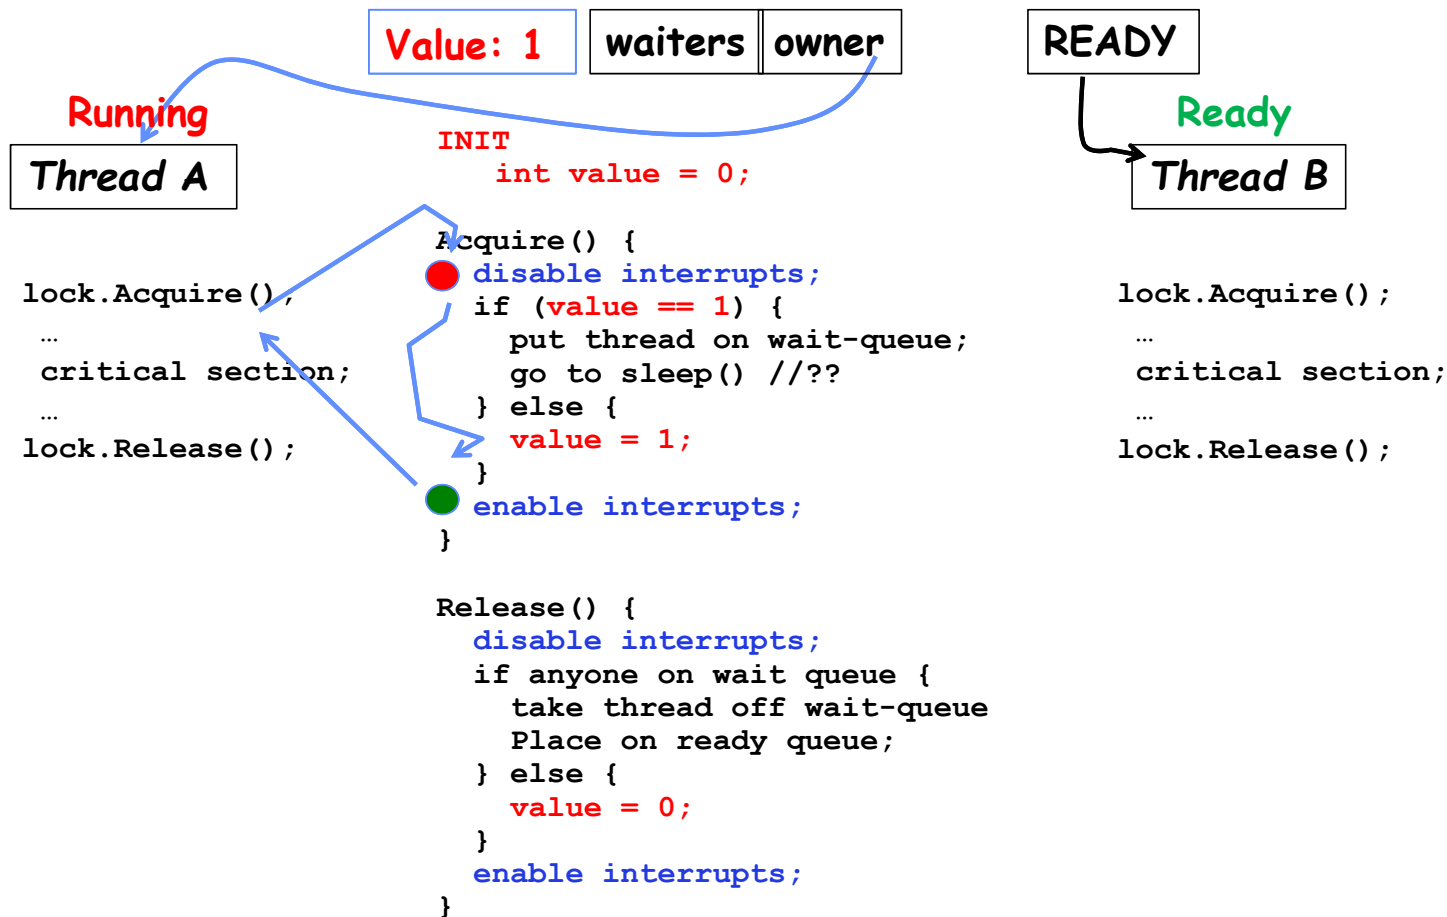 Value: 1
waiters
owner
READY
Running
Ready
Thread A
Thread B
INIT
int value = 0;
lock.Acquire();
…
critical section;
…
lock.Release();
Acquire() {
disable interrupts;
if (value == 1) {
put thread on wait-queue;
go to sleep() //??
} else {
value = 1;
}
enable interrupts;
}
Release() {
disable interrupts;
if anyone on wait queue {
take thread off wait-queue
Place on ready queue;
} else {
value = 0;
}
enable interrupts;
}
lock.Acquire();
…
critical section;
…
lock.Release();